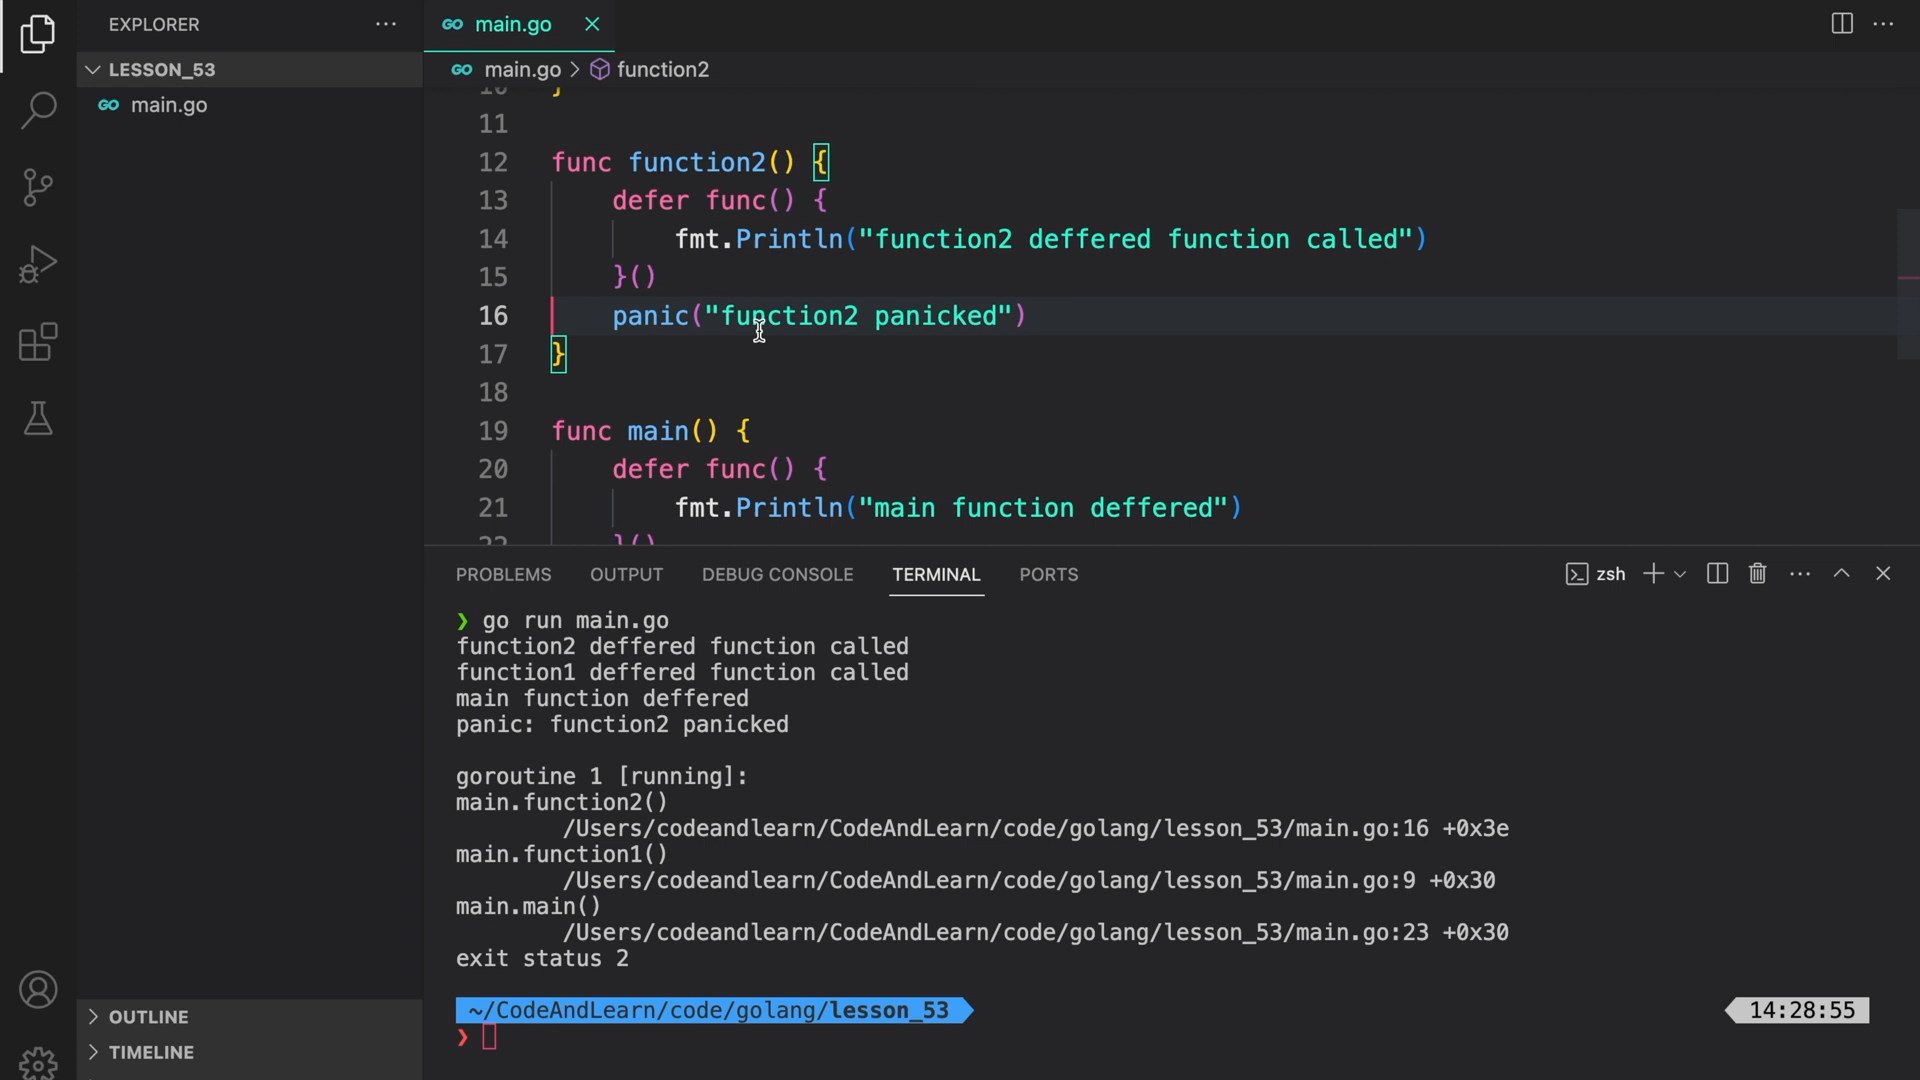 EXPLORER
LESSON_53
main.go
OUTLINE
TIMELINE
main.go
main.go > function2
10 }
11
12 func function2() {
13 defer func() {
14 fmt.Println("function2 deffered function called")
15 }()
16 panic("function2 panicked")
17 }
18
19 func main() {
20 defer func() {
21 fmt.Println("main function deffered")
22 }()
PROBLEMS OUTPUT DEBUG CONSOLE TERMINAL PORTS
zsh
❯ go run main.go
function2 deffered function called
function1 deffered function called
main function deffered
panic: function2 panicked
goroutine 1 [running]:
main.function2()
/Users/codeandlearn/CodeAndLearn/code/golang/lesson_53/main.go:16 +0x3e
main.function1()
/Users/codeandlearn/CodeAndLearn/code/golang/lesson_53/main.go:9 +0x30
main.main()
/Users/codeandlearn/CodeAndLearn/code/golang/lesson_53/main.go:23 +0x30
exit status 2
~/CodeAndLearn/code/golang/lesson_53
14:28:55
❯